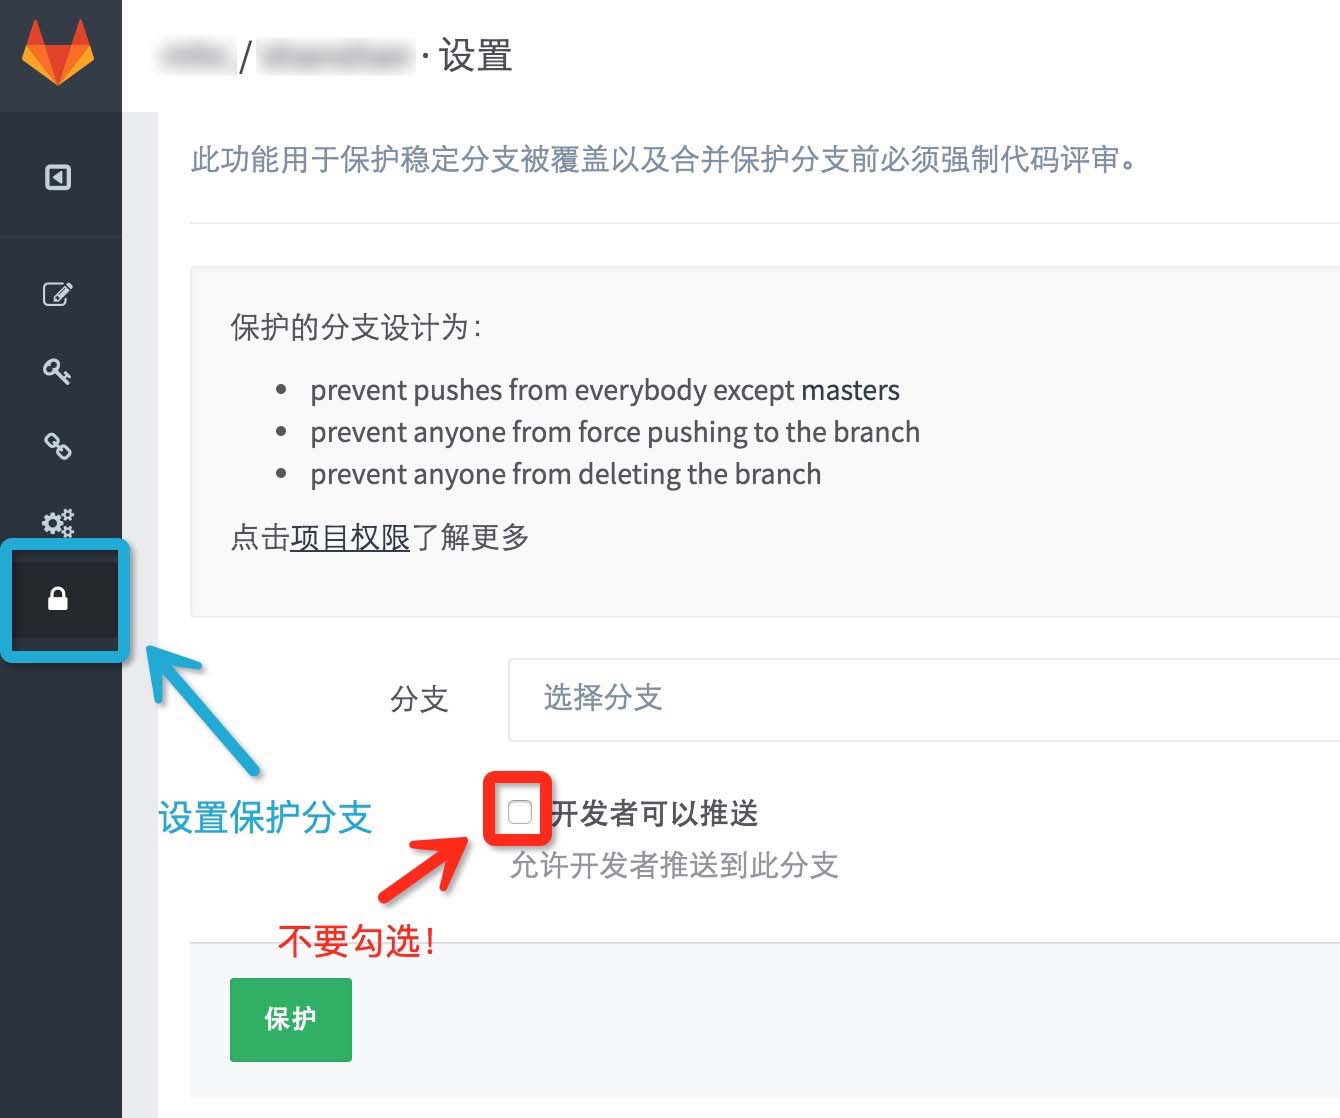 / · 设置
此功能用于保护稳定分支被覆盖以及合并保护分支前必须强制代码评审。
保护的分支设计为：
• prevent pushes from everybody except masters
• prevent anyone from force pushing to the branch
• prevent anyone from deleting the branch
点击项目权限了解更多
分支 选择分支
设置保护分支
开发者可以推送
允许开发者推送到此分支
不要勾选！
保护